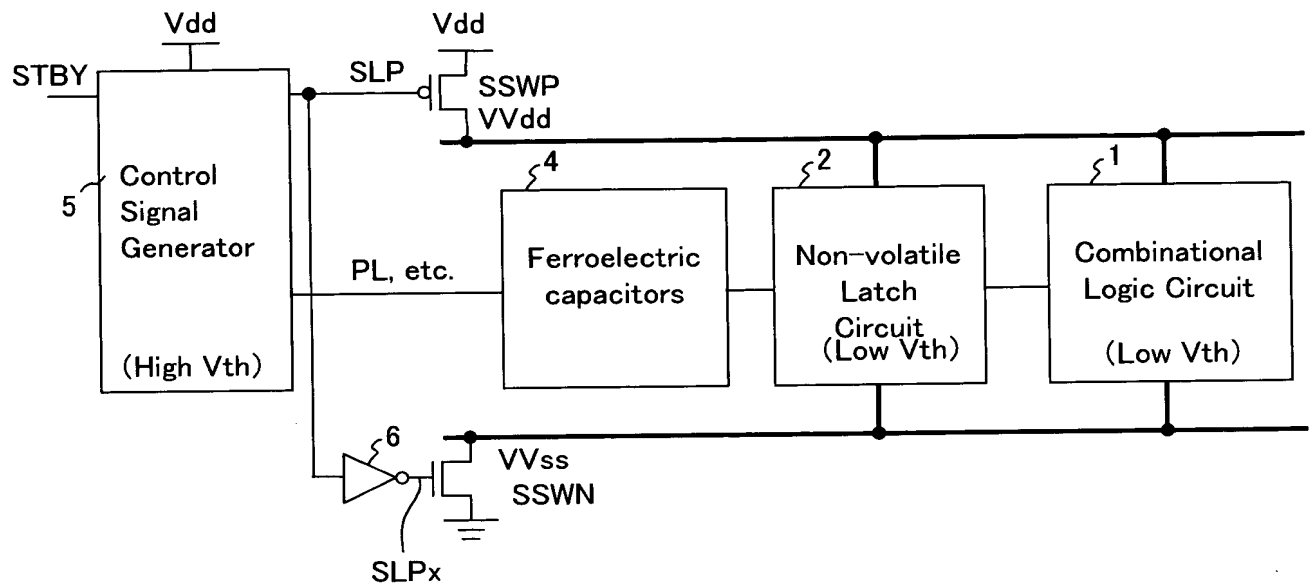 Vdd
Vdd
STBY
SLP
SSWP
VVdd
4
2
1
5
Control
Signal
Generator
(High Vth)
PL, etc.
Ferroelectric
capacitors
Non-volatile
Latch
Circuit
(Low Vth)
Combinational
Logic Circuit
(Low Vth)
6
VVss
SSWN
SLPx